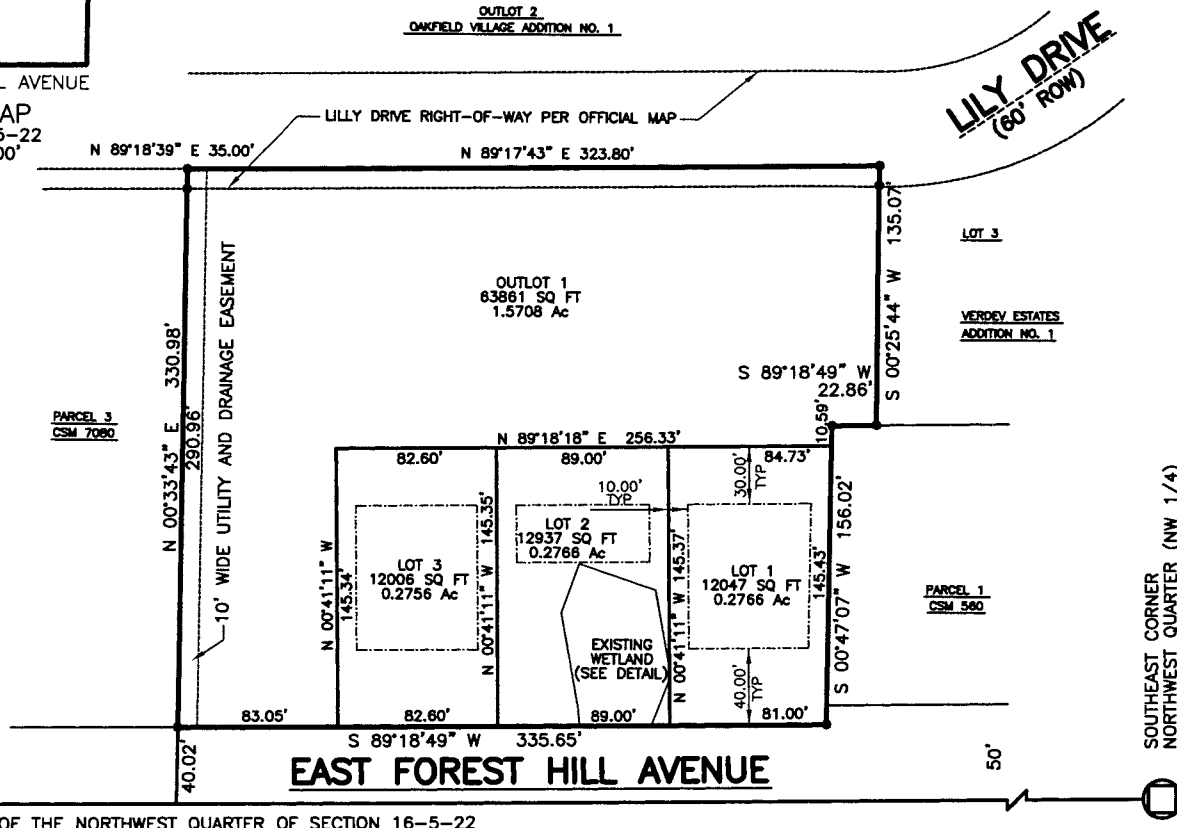 OUTLOT 2
OAKFIELD VILLAGE ADDITION NO. 1
AVENUE
AP
5-22
00'
LILLY DRIVE RIGHT-OF-WAY PER OFFICIAL MAP
LILY DRIVE
(60' ROW)
N 89°18'39" E 35.00'
N 89°17'43" E 323.80'
135.07'
S 00°25'44" W
LOT 3
VERDEV ESTATES
ADDITION NO. 1
OUTLOT 1
63861 SQ FT
1.5708 Ac
S 89°18'49" W
22.86'
10.59'
N 00°33'43" E 330.98'
290.96'
10' WIDE UTILITY AND DRAINAGE EASEMENT
PARCEL 3
CSM 7080
N 89°18'18" E 256.33'
82.60'
89.00'
84.73'
30.00'
TYP
10.00'
TYP
N 00°41'11" W
145.34'
LOT 3
12006 SQ FT
0.2756 Ac
N 00°41'11" W 145.35'
LOT 2
12937 SQ FT
0.2766 Ac
EXISTING
WETLAND
(SEE DETAIL)
N 00°41'11" W 145.37'
LOT 1
12047 SQ FT
0.2766 Ac
145.43'
S 00°47'07" W 156.02'
40.00'
TYP
PARCEL 1
CSM 560
83.05'
82.60'
89.00'
81.00'
S 89°18'49" W 335.65'
40.02'
EAST FOREST HILL AVENUE
50'
SOUTHEAST CORNER
NORTHWEST QUARTER (NW 1/4)
OF THE NORTHWEST QUARTER OF SECTION 16-5-22